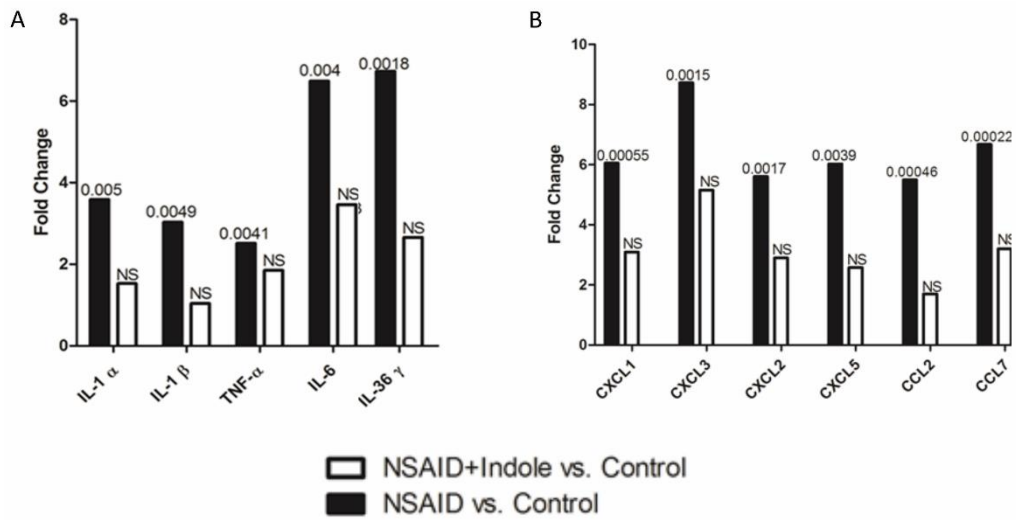 A
8
6
4
2
0
Fold Change
0.005
NS
0.0049
NS
0.0041
NS
0.004
NS
0.0018
NS
IL-1 α
IL-1 β
TNF-α
IL-6
IL-36 γ
B
10
8
6
4
2
0
Fold Change
0.00055
NS
0.0015
NS
0.0017
NS
0.0039
NS
0.00046
NS
0.00022
NS
CXCL1
CXCL3
CXCL2
CXCL5
CCL2
CCL7
NSAID+Indole vs. Control
NSAID vs. Control